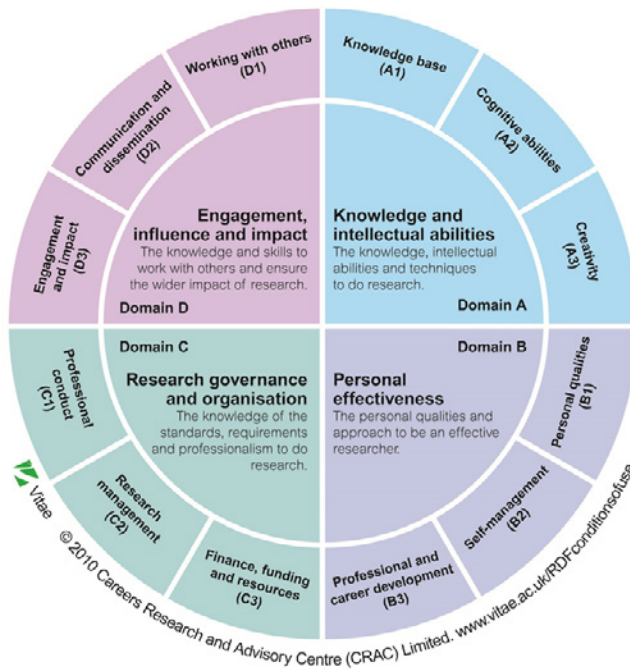 Working with others
(D1)
Communication and
dissemination
(D2)
Engagement
and impact
(D3)
Engagement,
influence and impact
The knowledge and skills to
work with others and ensure
the wider impact of research.
Domain D
Knowledge base
(A1)
Cognitive abilities
(A2)
Creativity
(A3)
Knowledge and
intellectual abilities
The knowledge, intellectual
abilities and techniques
to do research.
Domain A
Domain B
Personal
effectiveness
The personal qualities and
approach to be an effective
researcher.
Personal qualities
(B1)
Self-management
(B2)
Professional and
career development
(B3)
Domain C
Research governance
and organisation
The knowledge of the
standards, requirements
and professionalism to do
research.
Professional
conduct
(C1)
Research
management
(C2)
Finance, funding
and resources
(C3)
Vitae © 2010 Careers Research and Advisory Centre (CRAC) Limited. www.vitae.ac.uk/RDFconditionsofuse